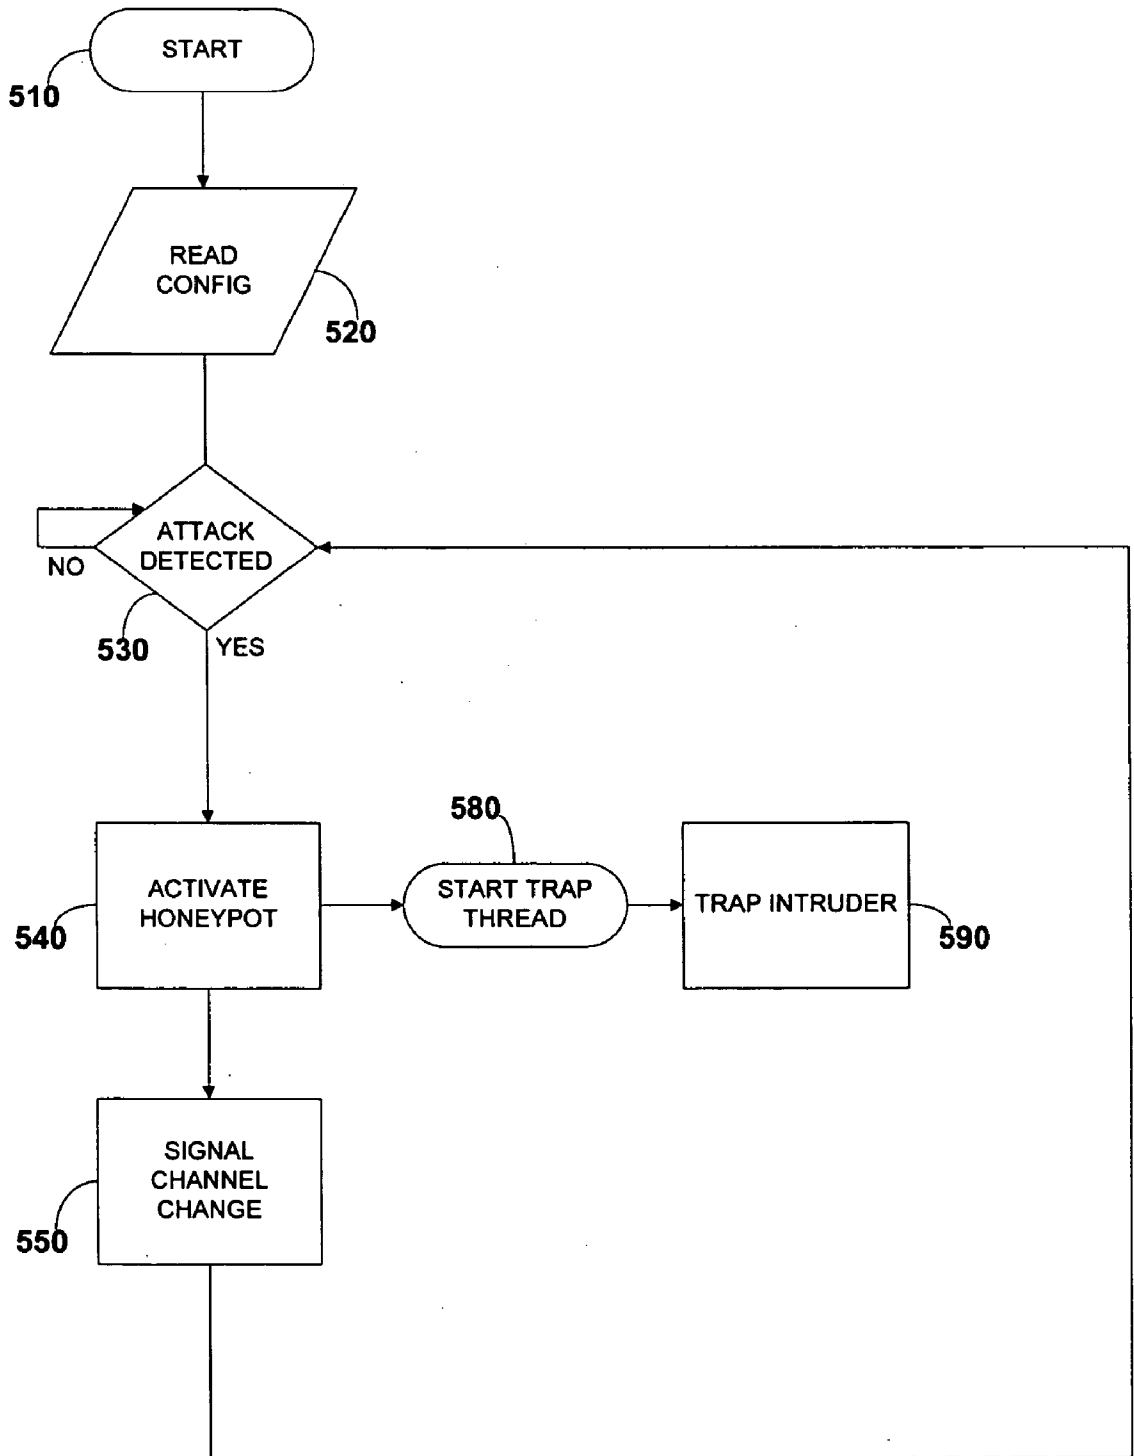 START
510
READ
CONFIG
520
ATTACK
DETECTED
NO
530
YES
580
ACTIVATE
HONEYPOT
540
START TRAP
THREAD
TRAP INTRUDER
590
SIGNAL
CHANNEL
CHANGE
550